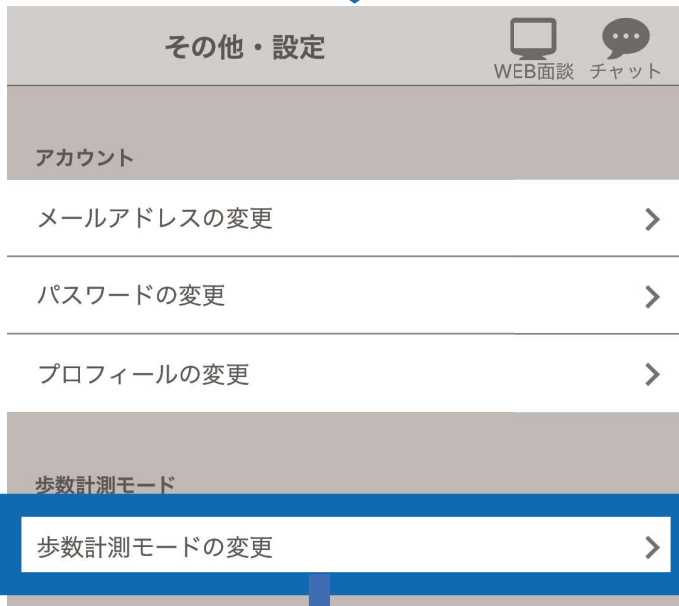 その他・設定
WEB面談 チャット
アカウント
メールアドレスの変更
パスワードの変更
プロフィールの変更
歩数計測モード
歩数計測モードの変更